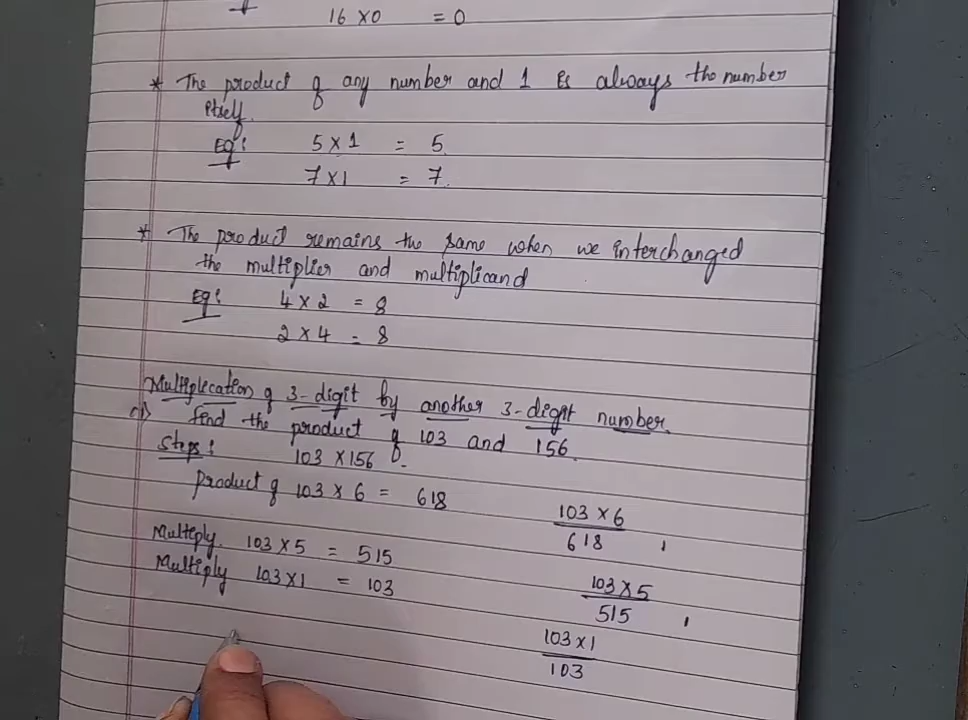 16 × 0 = 0
* The product of any number and 1 is always the number
itself.
Eg: 5 × 1 = 5
7 × 1 = 7.
* The product remains the same when we interchanged
the multiplier and multiplicand
Eg: 4 × 2 = 8
2 × 4 = 8
Multiplication of 3-digit by another 3-digit number.
1) find the product of 103 and 156.
Steps: 103 × 156.
Product of 103 × 6 = 618
103 × 6
618
Multiply 103 × 5 = 515
Multiply 103 × 1 = 103
103 × 5
515
103 × 1
103